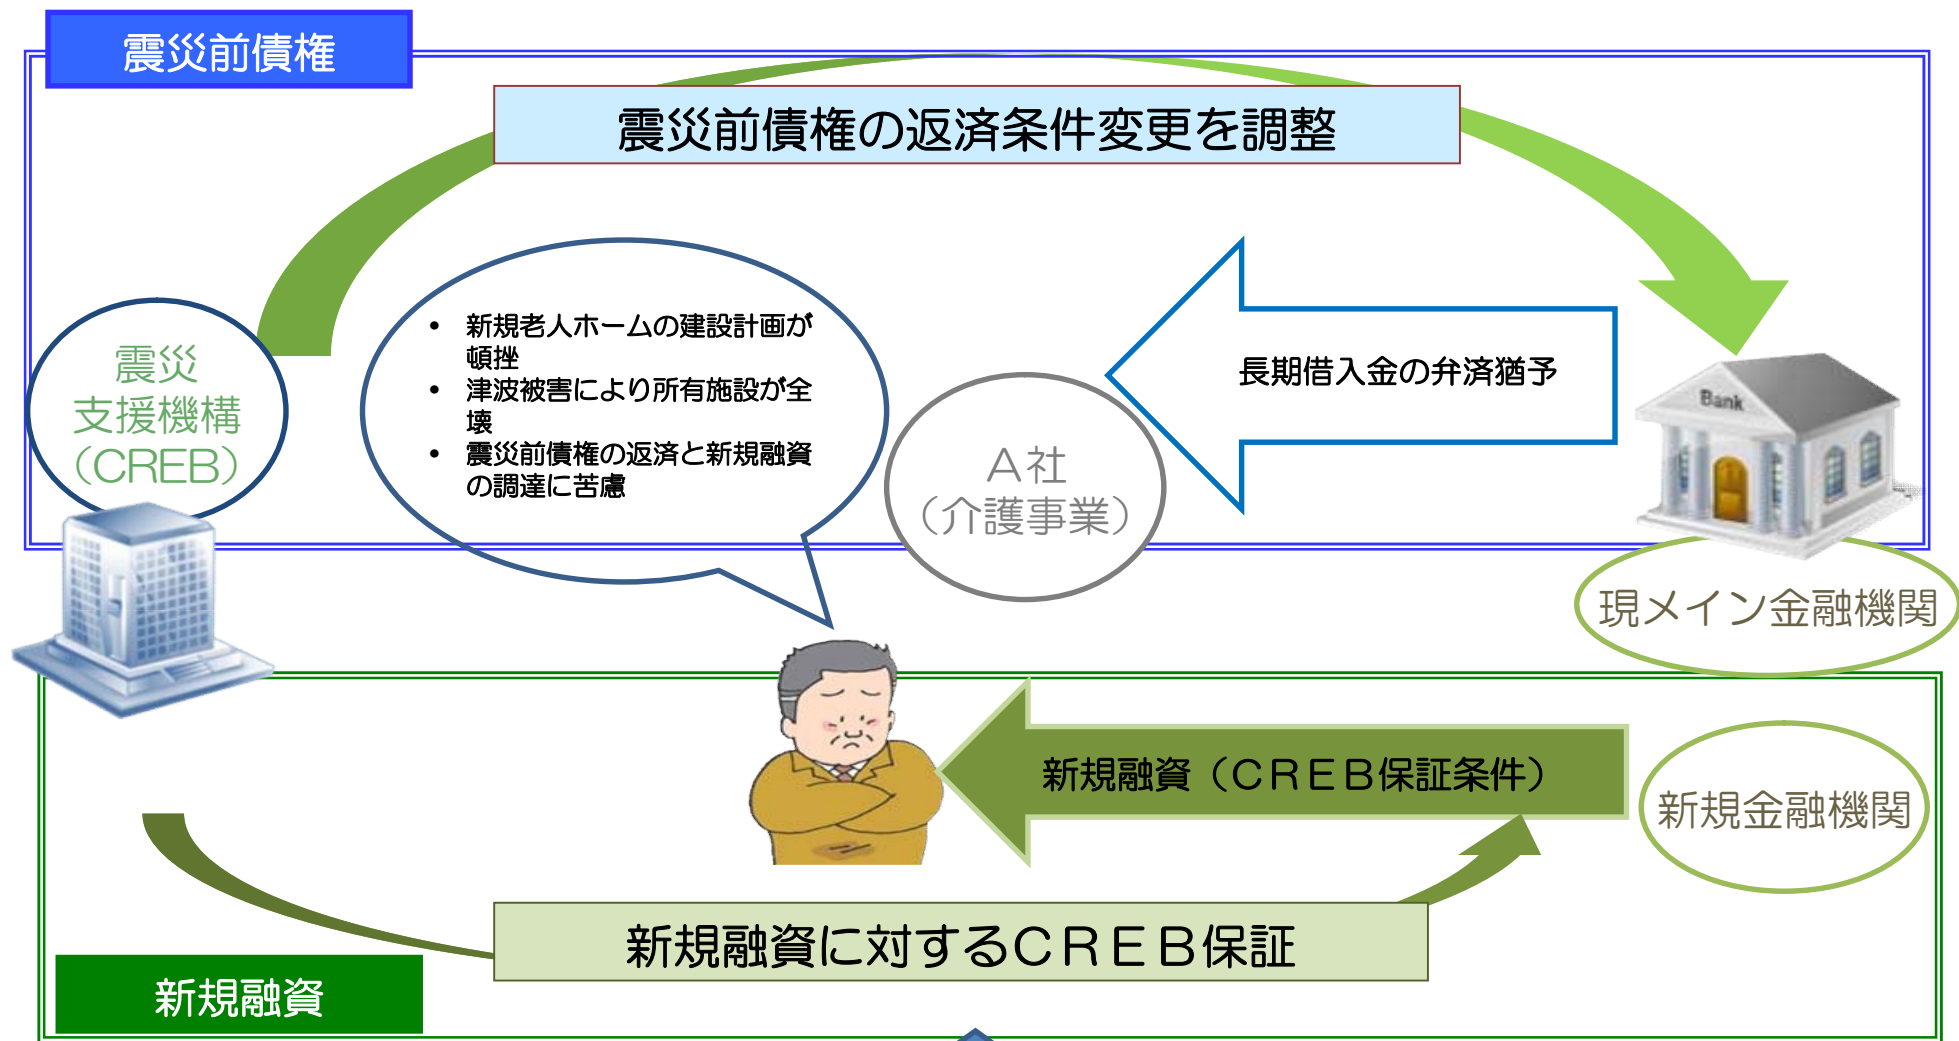 震災前債権
震災前債権の返済条件変更を調整
• 新規老人ホームの建設計画が
頓挫
• 津波被害により所有施設が全
壊
• 震災前債権の返済と新規融資
の調達に苦慮
震災
支援機構
（CREB）
A社
（介護事業）
長期借入金の弁済猶予
Bank
現メイン金融機関
新規融資（ＣＲＥＢ保証条件）
新規金融機関
新規融資に対するＣＲＥＢ保証
新規融資